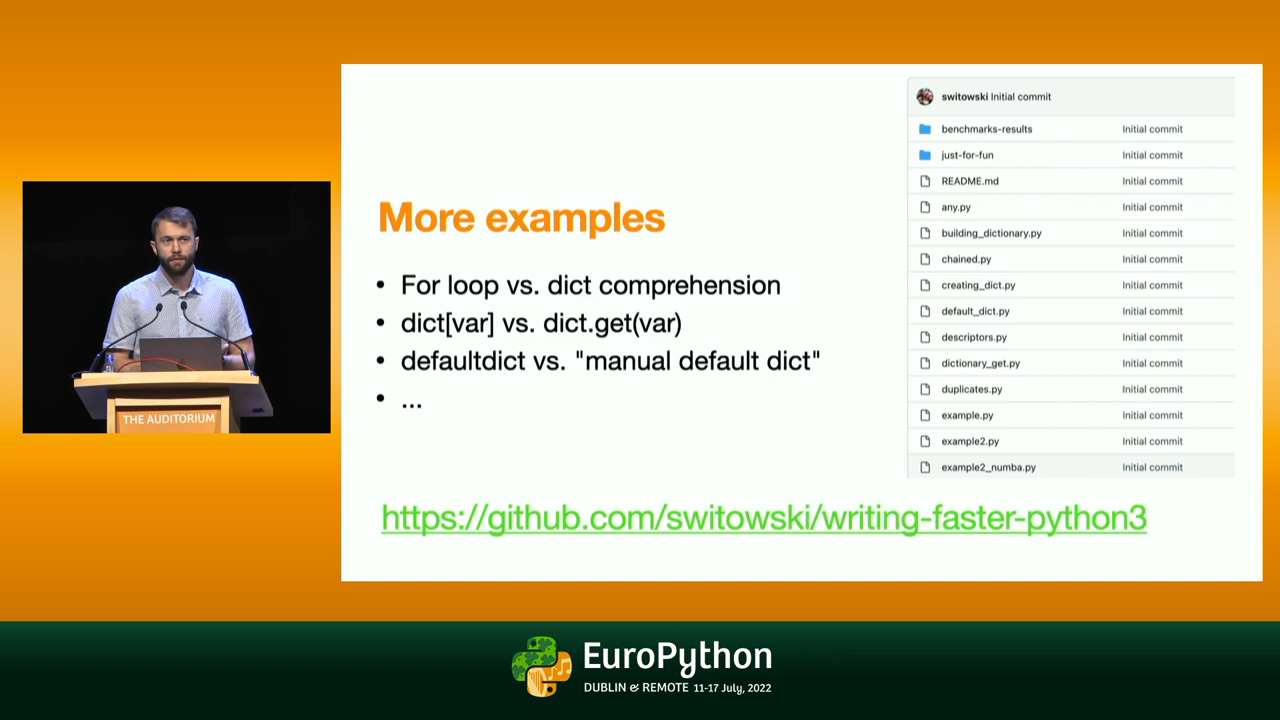 switowski Initial commit
benchmarks-results Initial commit
just-for-fun Initial commit
README.md Initial commit
any.py Initial commit
building_dictionary.py Initial commit
chained.py Initial commit
creating_dict.py Initial commit
default_dict.py Initial commit
descriptors.py Initial commit
dictionary_get.py Initial commit
duplicates.py Initial commit
example.py Initial commit
example2.py Initial commit
example2_numba.py Initial commit
More examples
• For loop vs. dict comprehension
• dict[var] vs. dict.get(var)
• defaultdict vs. "manual default dict"
• ...
https://github.com/switowski/writing-faster-python3
THE AUDITORIUM
EuroPython
DUBLIN & REMOTE 11-17 July, 2022